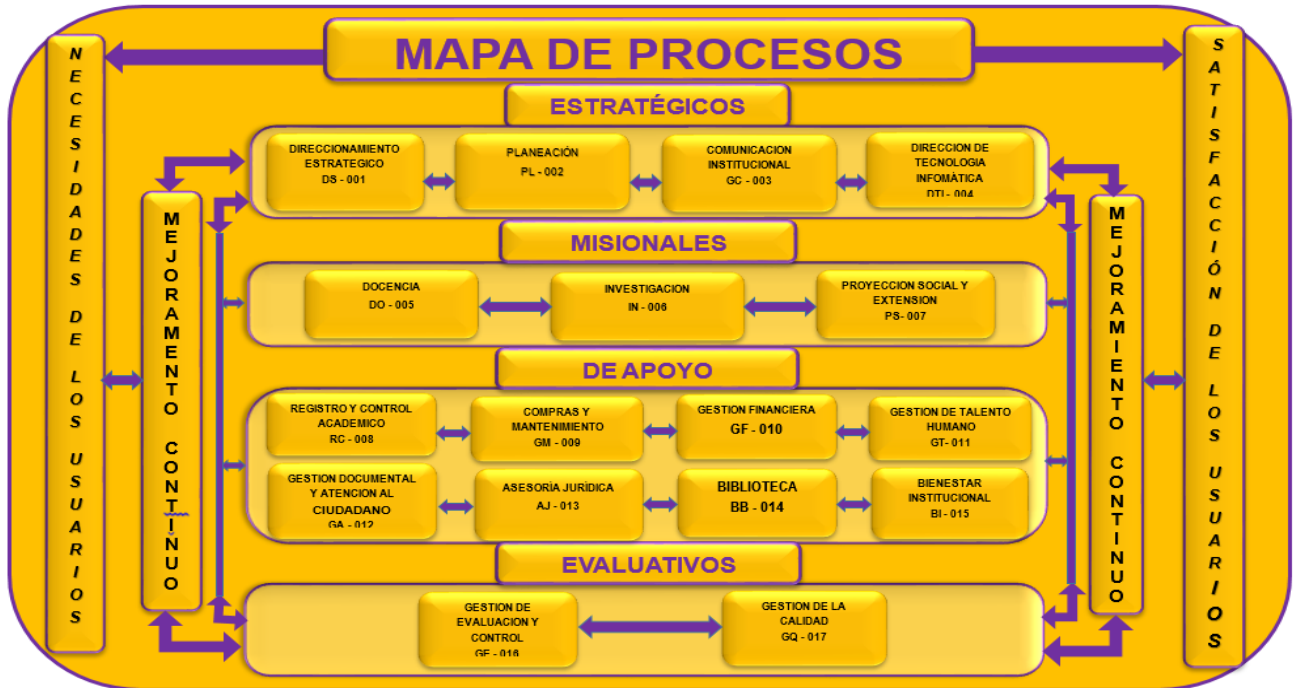 MAPA DE PROCESOS
NECESIDADES DE LOS USUARIOS
SATISFACCIÓN DE LOS USUARIOS
MEJORAMENTO CONTINUO
MEJORAMIENTO CONTINUO
ESTRATÉGICOS
DIRECCIONAMIENTO
ESTRATEGICO
DS - 001
PLANEACIÓN
PL - 002
COMUNICACION
INSTITUCIONAL
GC - 003
DIRECCION DE
TECNOLOGIA
INFOMÀTICA
DTI - 004
MISIONALES
DOCENCIA
DO - 005
INVESTIGACION
IN - 006
PROYECCION SOCIAL Y
EXTENSION
PS- 007
DE APOYO
REGISTRO Y CONTROL
ACADEMICO
RC - 008
COMPRAS Y
MANTENIMIENTO
GM - 009
GESTION FINANCIERA
GF - 010
GESTION DE TALENTO
HUMANO
GT- 011
GESTION DOCUMENTAL
Y ATENCION AL
CIUDADANO
GA - 012
ASESORÌA JURÍDICA
AJ - 013
BIBLIOTECA
BB - 014
BIENESTAR
INSTITUCIONAL
BI - 015
EVALUATIVOS
GESTION DE
EVALUACION Y
CONTROL
GE - 016
GESTION DE LA
CALIDAD
GQ - 017